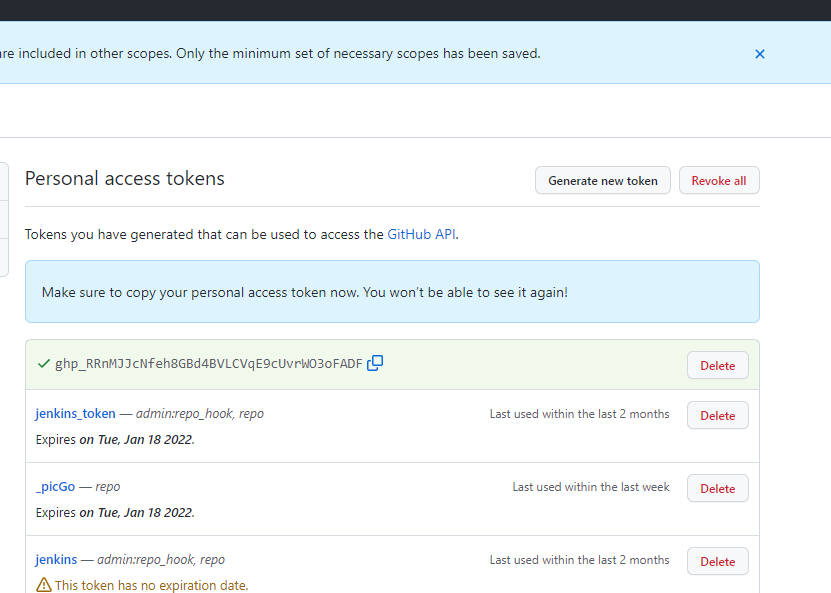 re included in other scopes. Only the minimum set of necessary scopes has been saved.
Personal access tokens
Generate new token
Revoke all
Tokens you have generated that can be used to access the GitHub API.
Make sure to copy your personal access token now. You won't be able to see it again!
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
Delete
jenkins_token — admin:repo_hook, repo
Last used within the last 2 months
Delete
Expires on Tue, Jan 18 2022.
_picGo — repo
Last used within the last week
Delete
Expires on Tue, Jan 18 2022.
jenkins — admin:repo_hook, repo
Last used within the last 2 months
Delete
This token has no expiration date.